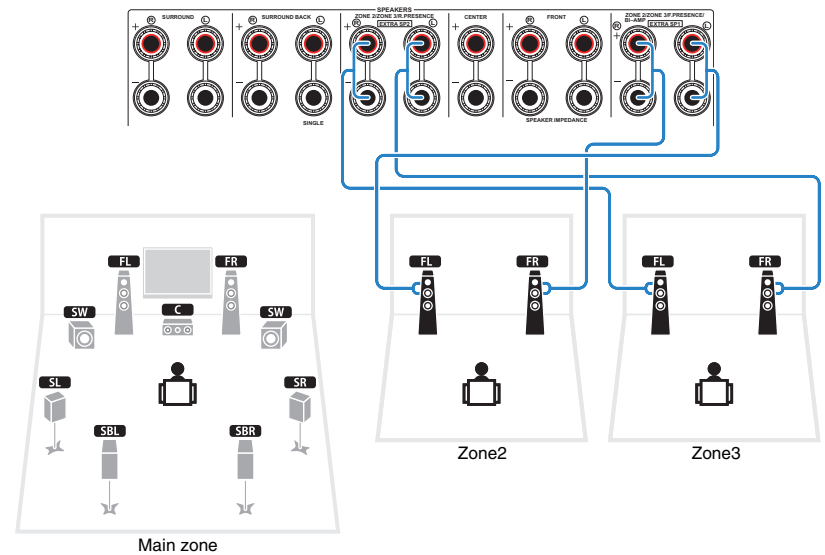 SPEAKERS
R SURROUND L
R SURROUND BACK L
ZONE 2/ZONE 3/R.PRESENCE
R EXTRA SP2 L
CENTER
R FRONT L
ZONE 2/ZONE 3/F.PRESENCE/
BI-AMP EXTRA SP1
R L
+ + + + + +
- - - - - -
SINGLE
SPEAKER IMPEDANCE
FL FR
SW C SW
SL SR
SBL SBR
Main zone
FL FR
Zone2
FL FR
Zone3